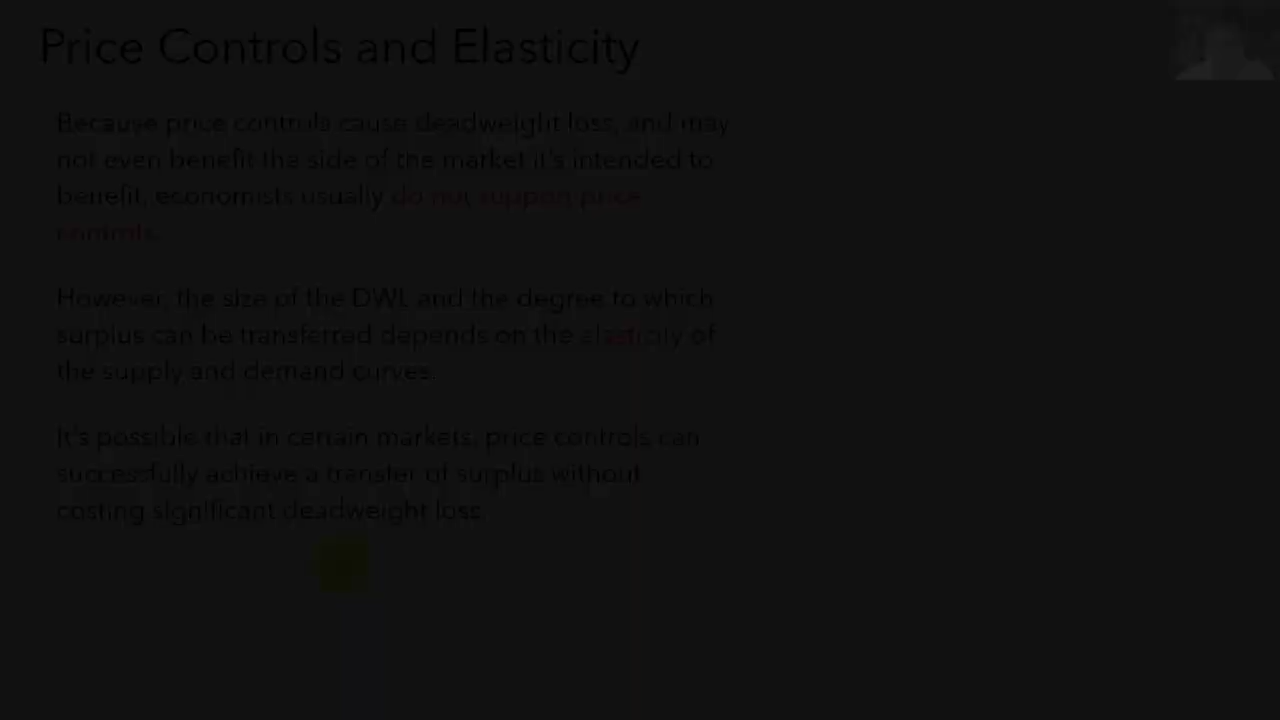 Price Controls and Elasticity
Because price controls cause deadweight loss, and may
not even benefit the side of the market it's intended to
benefit, economists usually do not support price
controls.
However, the size of the DWL and the degree to which
surplus can be transferred depends on the elasticity of
the supply and demand curves.
It's possible that in certain markets, price controls can
successfully achieve a transfer of surplus without
costing significant deadweight loss.